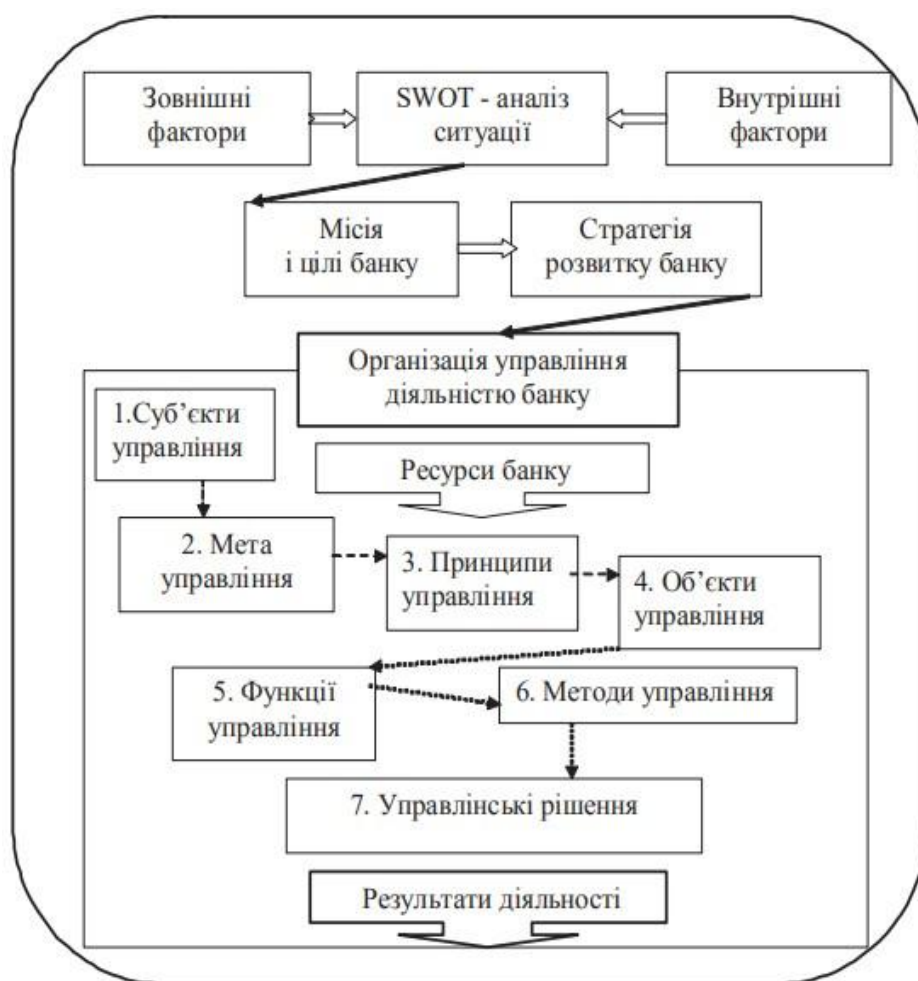 Зовнішні
фактори
SWOT - аналіз
ситуації
Внутрішні
фактори
Місія
і цілі банку
Стратегія
розвитку банку
Організація управління
діяльністю банку
1.Суб’єкти
управління
Ресурси банку
2. Мета
управління
3. Принципи
управління
4. Об’єкти
управління
5. Функції
управління
6. Методи управління
7. Управлінські рішення
Результати діяльності